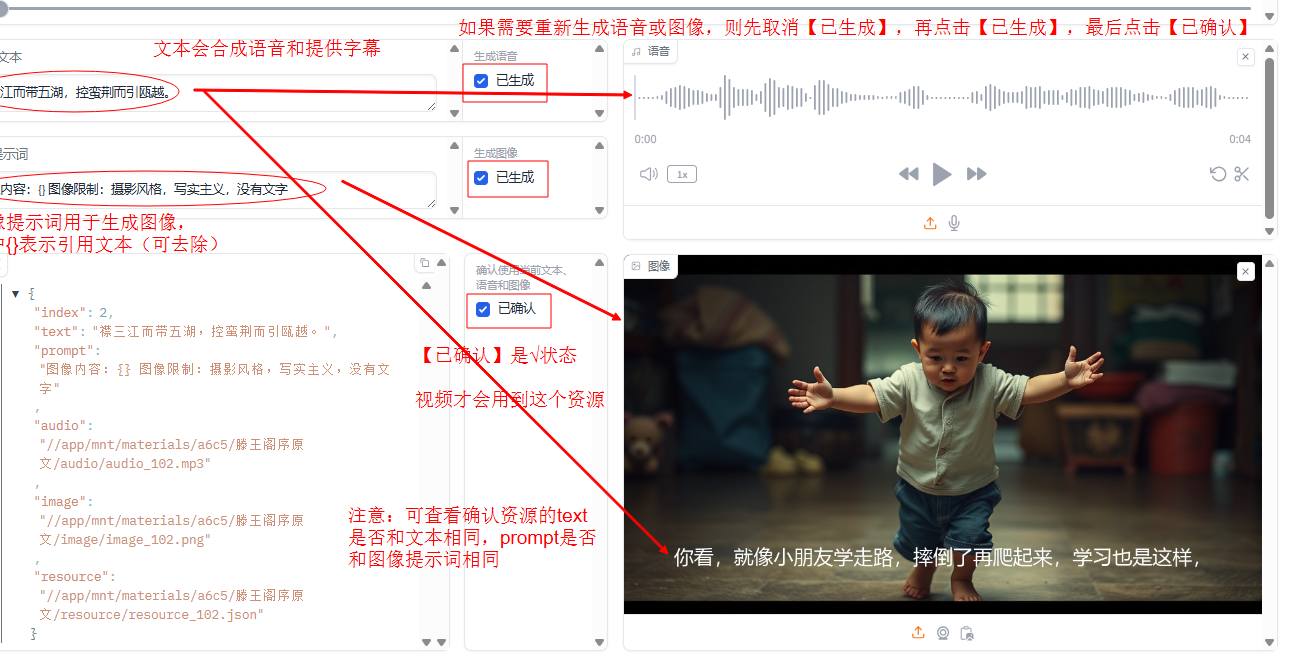 如果需要重新生成语音或图像，则先取消【已生成】，再点击【已生成】，最后点击【已确认】
文本会合成语音和提供字幕
文本
生成语音
语音
已生成
江而带五湖，控蛮荆而引瓯越。
0:00
0:04
1x
示词
生成图像
已生成
内容：{} 图像限制：摄影风格，写实主义，没有文字
像提示词用于生成图像，
{}表示引用文本（可去除）
确认使用当前文本、
语音和图像
图像
已确认
{
"index": 2,
"text": "襟三江而带五湖，控蛮荆而引瓯越。",
"prompt":
"图像内容：{} 图像限制：摄影风格，写实主义，没有文
字"
,
"audio":
"//app/mnt/materials/a6c5/滕王阁序原
文/audio/audio_102.mp3"
,
"image":
"//app/mnt/materials/a6c5/滕王阁序原
文/image/image_102.png"
,
"resource":
"//app/mnt/materials/a6c5/滕王阁序原
文/resource/resource_102.json"
}
【已确认】是√状态
视频才会用到这个资源
注意：可查看确认资源的text
是否和文本相同，prompt是否
和图像提示词相同
你看，就像小朋友学走路，摔倒了再爬起来，学习也是这样，